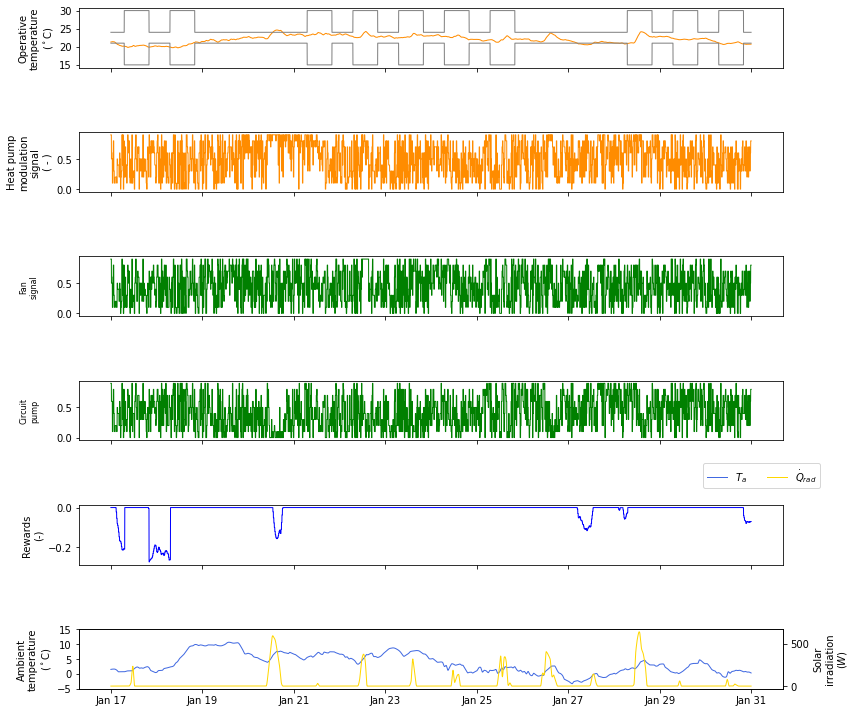 Operative
temperature
(°C)
30
25
20
15
Heat pump
modulation
signal
( - )
0.5
0.0
Fan
signal
0.5
0.0
Circuit
pump
0.5
0.0
T_a
Q̇_rad
Rewards
(-)
0.0
−0.2
Ambient
temperature
(°C)
15
10
5
0
−5
500
0
Solar
irradiation
(W)
Jan 17 Jan 19 Jan 21 Jan 23 Jan 25 Jan 27 Jan 29 Jan 31